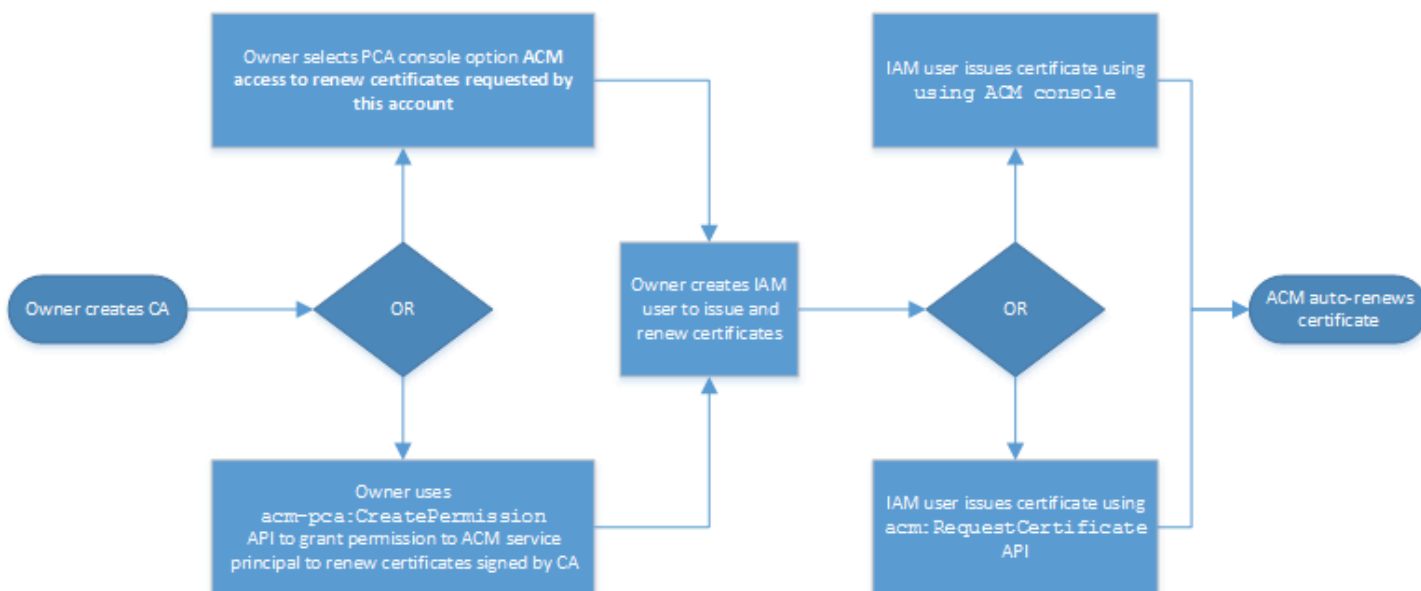 Owner creates CA
OR
Owner selects PCA console option ACM
access to renew certificates requested by
this account
Owner uses
acm-pca:CreatePermission
API to grant permission to ACM service
principal to renew certificates signed by CA
Owner creates IAM
user to issue and
renew certificates
OR
IAM user issues certificate using
using ACM console
IAM user issues certificate using
acm:RequestCertificate
API
ACM auto-renews
certificate